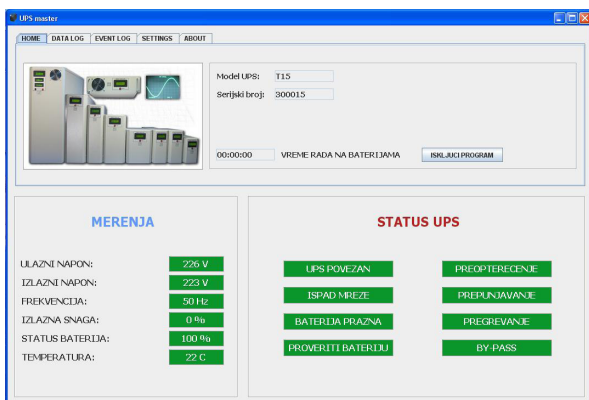 UPS master
HOME DATA LOG EVENT LOG SETTINGS ABOUT
Model UPS: T15
Serijski broj: 300015
00:00:00 VREME RADA NA BATERIJAMA ISKLJUCI PROGRAM
MERENJA
ULAZNI NAPON: 226 V
IZLAZNI NAPON: 223 V
FREKVENCIJA: 50 Hz
IZLAZNA SNAGA: 0 %
STATUS BATERIJA: 100 %
TEMPERATURA: 22 C
STATUS UPS
UPS POVEZAN PREOPTERECENJE
ISPAD MREZE PREPUNJAVANJE
BATERIJA PRAZNA PREGREVANJE
PROVERITI BATERIJU BY-PASS